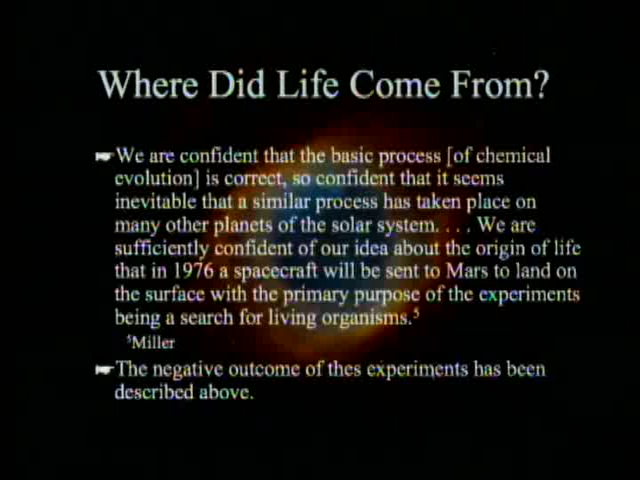 Where Did Life Come From?
☛We are confident that the basic process [of chemical
evolution] is correct, so confident that it seems
inevitable that a similar process has taken place on
many other planets of the solar system. . . . We are
sufficiently confident of our idea about the origin of life
that in 1976 a spacecraft will be sent to Mars to land on
the surface with the primary purpose of the experiments
being a search for living organisms.⁵
⁵Miller
☛The negative outcome of thes experiments has been
described above.